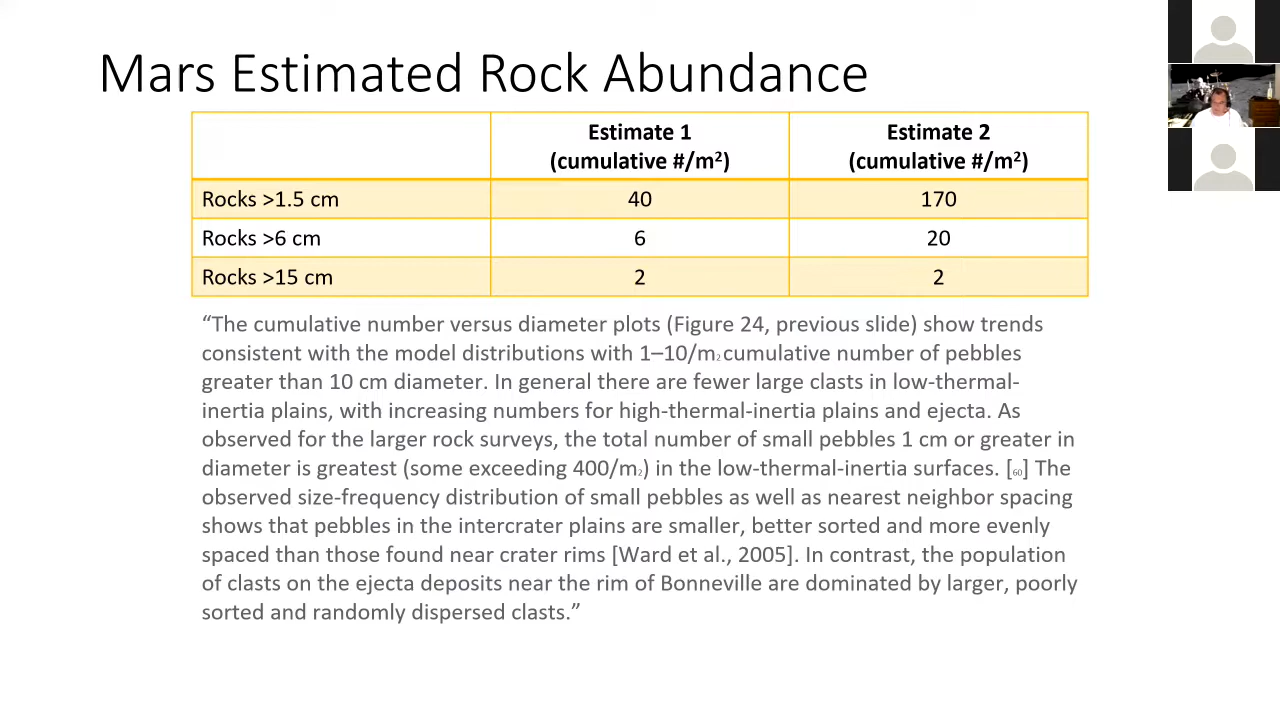 Mars Estimated Rock Abundance
Estimate 1 Estimate 2
(cumulative #/m²) (cumulative #/m²)
Rocks >1.5 cm 40 170
Rocks >6 cm 6 20
Rocks >15 cm 2 2
“The cumulative number versus diameter plots (Figure 24, previous slide) show trends
consistent with the model distributions with 1–10/m₂ cumulative number of pebbles
greater than 10 cm diameter. In general there are fewer large clasts in low-thermal-
inertia plains, with increasing numbers for high-thermal-inertia plains and ejecta. As
observed for the larger rock surveys, the total number of small pebbles 1 cm or greater in
diameter is greatest (some exceeding 400/m₂) in the low-thermal-inertia surfaces. [₆₀] The
observed size-frequency distribution of small pebbles as well as nearest neighbor spacing
shows that pebbles in the intercrater plains are smaller, better sorted and more evenly
spaced than those found near crater rims [Ward et al., 2005]. In contrast, the population
of clasts on the ejecta deposits near the rim of Bonneville are dominated by larger, poorly
sorted and randomly dispersed clasts.”